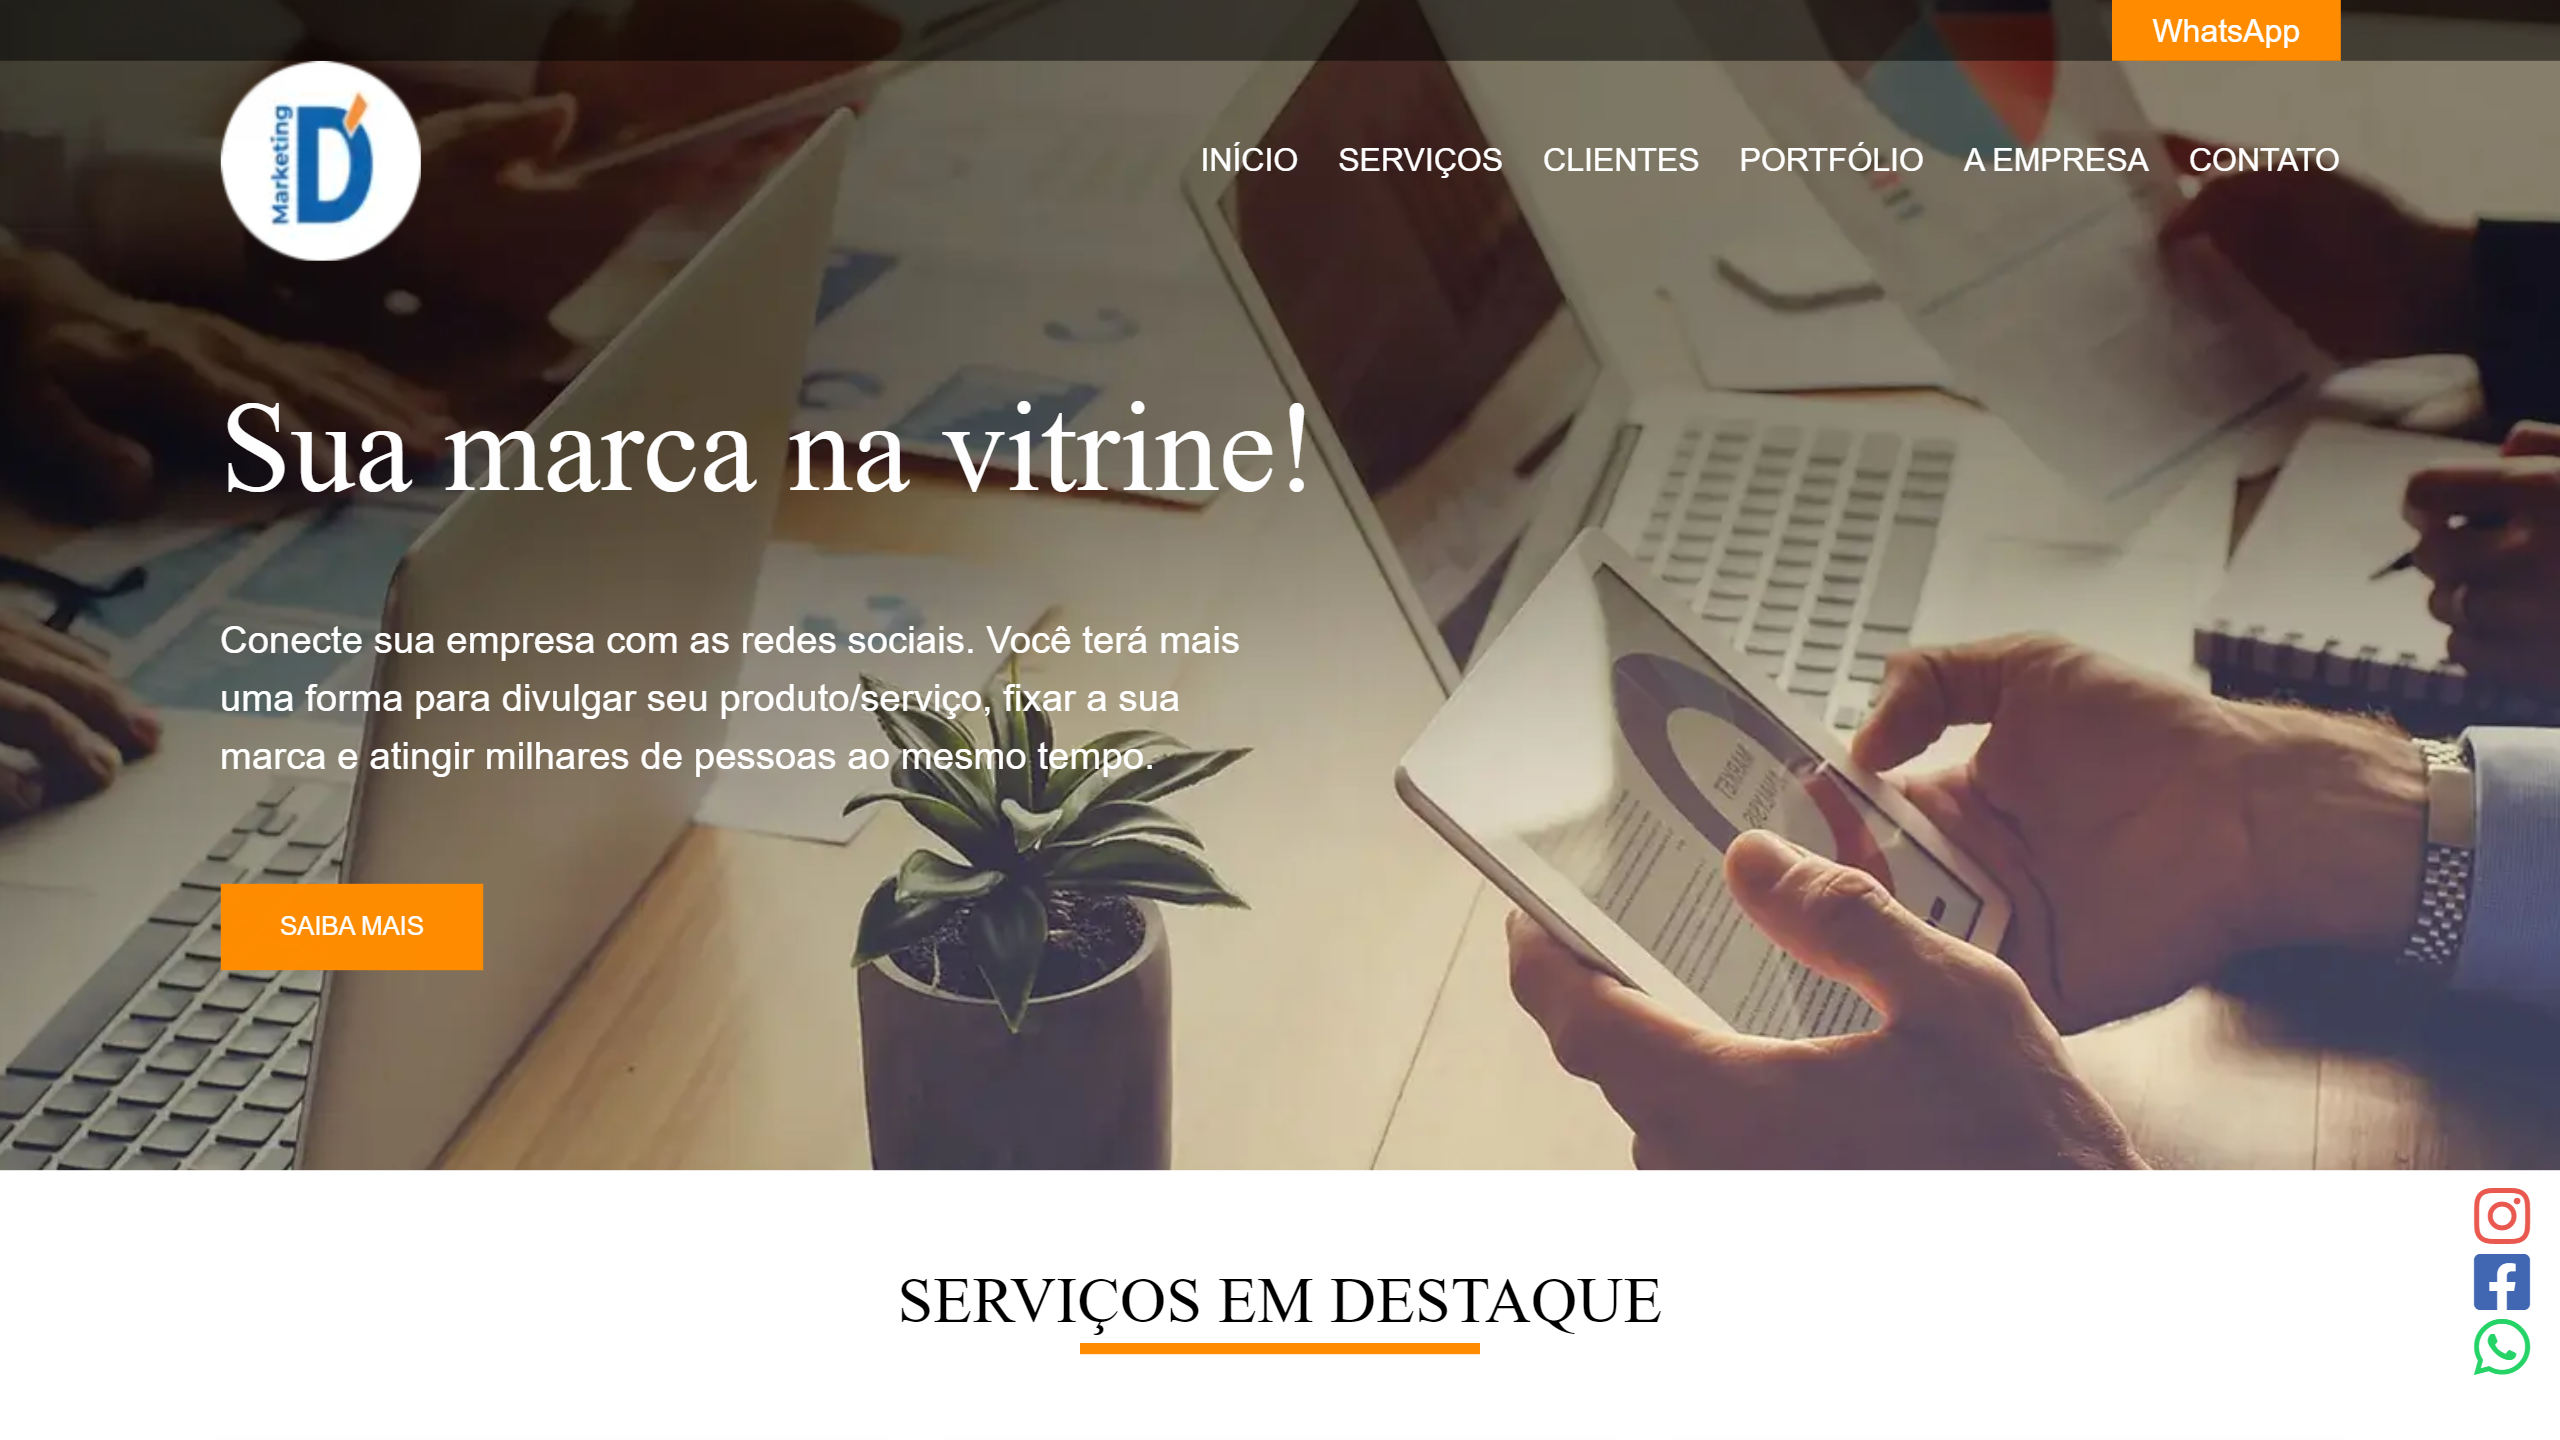 WhatsApp
Marketing
D
INÍCIO SERVIÇOS CLIENTES PORTFÓLIO A EMPRESA CONTATO
Sua marca na vitrine!
Conecte sua empresa com as redes sociais. Você terá mais
uma forma para divulgar seu produto/serviço, fixar a sua
marca e atingir milhares de pessoas ao mesmo tempo.
MARKET
ANALYSIS
SAIBA MAIS
SERVIÇOS EM DESTAQUE